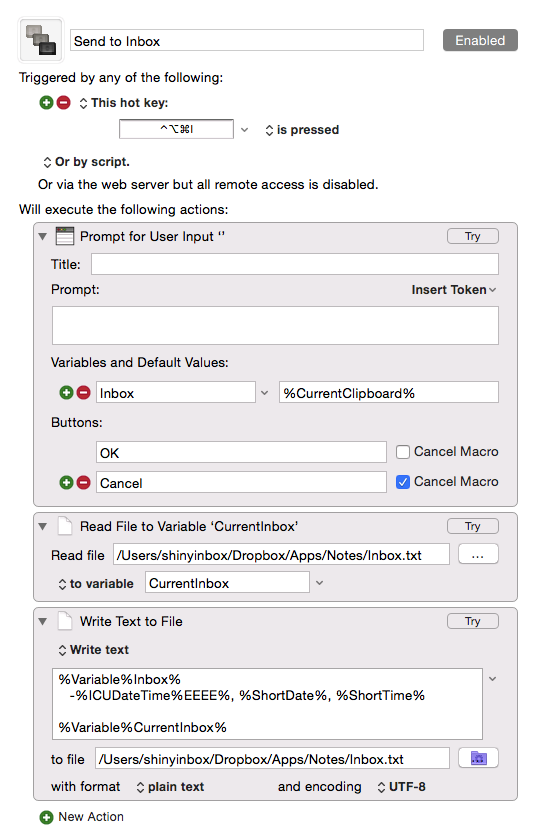 Send to Inbox
Enabled
Triggered by any of the following:
This hot key:
^⌥⌘I
is pressed
Or by script.
Or via the web server but all remote access is disabled.
Will execute the following actions:
Prompt for User Input ‘’
Try
Title:
Prompt:
Insert Token
Variables and Default Values:
Inbox
%CurrentClipboard%
Buttons:
OK
Cancel Macro
Cancel
Cancel Macro
Read File to Variable ‘CurrentInbox’
Try
Read file
/Users/shinyinbox/Dropbox/Apps/Notes/Inbox.txt
...
to variable
CurrentInbox
Write Text to File
Try
Write text
%Variable%Inbox%
-%ICUDateTime%EEEE%, %ShortDate%, %ShortTime%
%Variable%CurrentInbox%
to file
/Users/shinyinbox/Dropbox/Apps/Notes/Inbox.txt
with format
plain text
and encoding
UTF-8
New Action